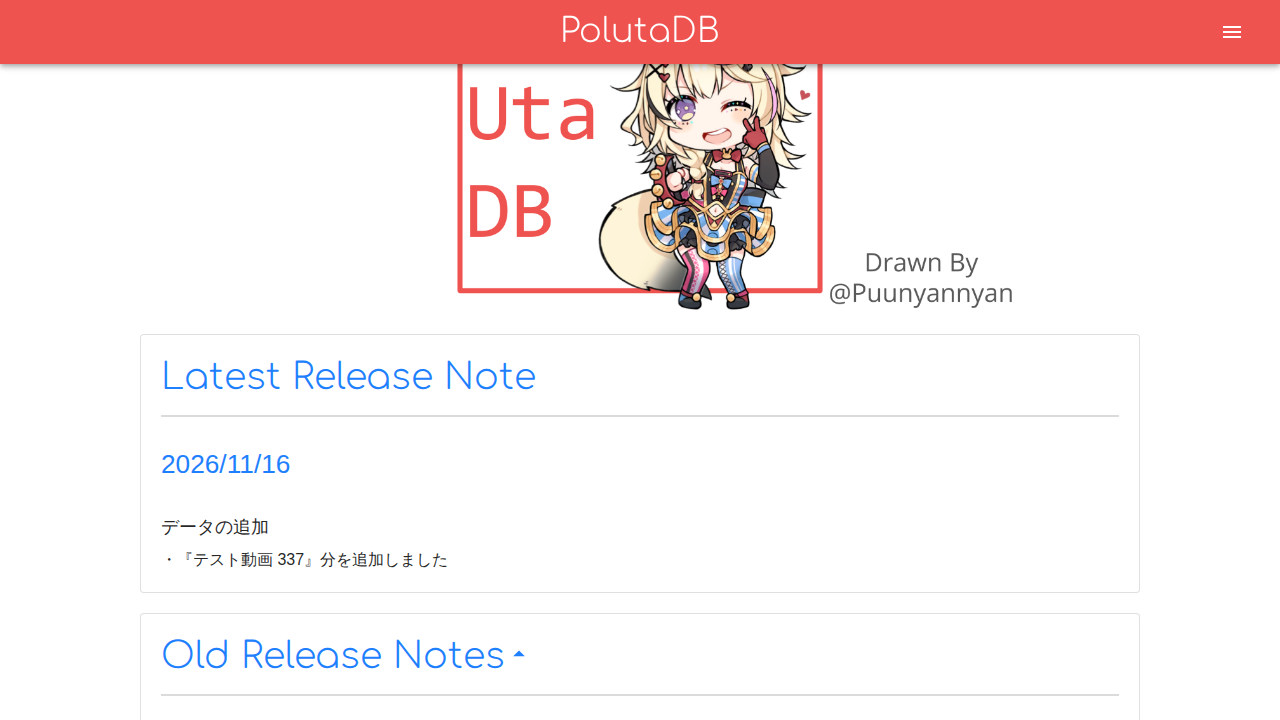 PolutaDB
Uta
DB
Drawn By
@Puunyannyan
Latest Release Note
2026/11/16
データの追加
・『テスト動画 337』分を追加しました
Old Release Notes